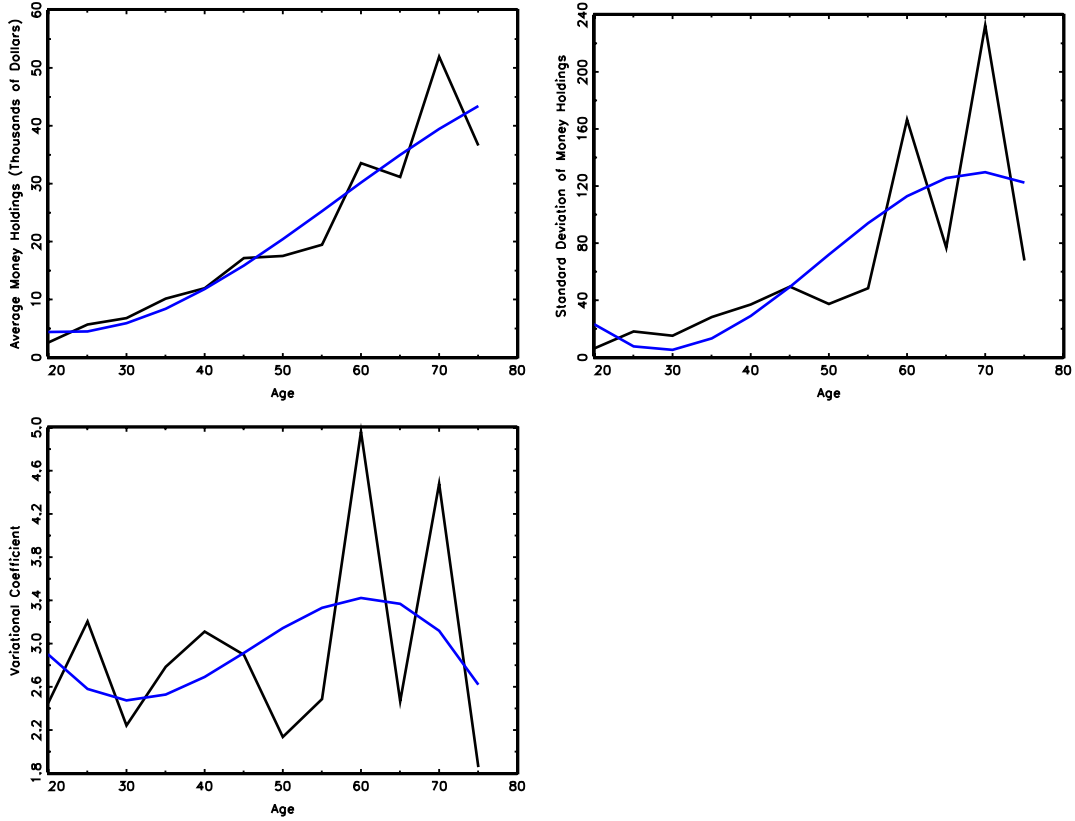 Average Money Holdings (Thousands of Dollars)
60
50
40
30
20
10
0
20 30 40 50 60 70 80
Age
Standard Deviation of Money Holdings
240
200
160
120
80
40
0
20 30 40 50 60 70 80
Age
Variational Coefficient
5.0
4.6
4.2
3.8
3.4
3.0
2.6
2.2
1.8
20 30 40 50 60 70 80
Age